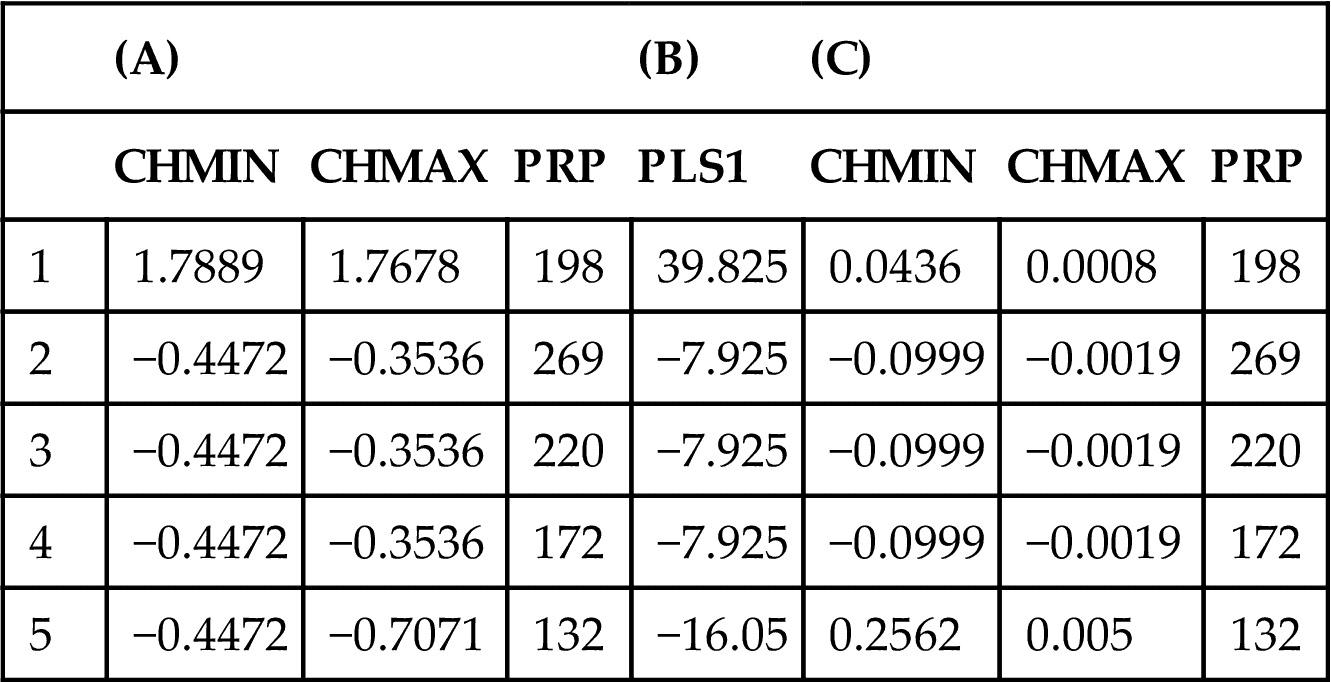 (A) (B) (C)
CHMIN CHMAX PRP PLS1 CHMIN CHMAX PRP
1 1.7889 1.7678 198 39.825 0.0436 0.0008 198
2 −0.4472 −0.3536 269 −7.925 −0.0999 −0.0019 269
3 −0.4472 −0.3536 220 −7.925 −0.0999 −0.0019 220
4 −0.4472 −0.3536 172 −7.925 −0.0999 −0.0019 172
5 −0.4472 −0.7071 132 −16.05 0.2562 0.005 132